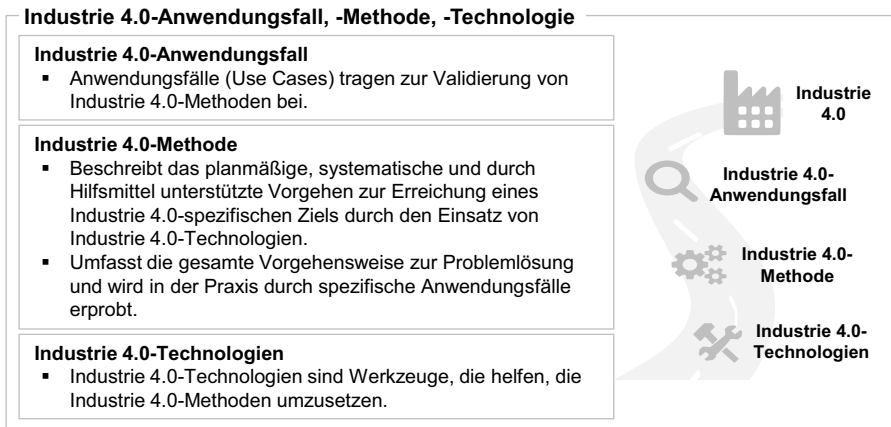 Industrie 4.0-Anwendungsfall, -Methode, -Technologie
Industrie 4.0-Anwendungsfall
▪ Anwendungsfälle (Use Cases) tragen zur Validierung von
Industrie 4.0-Methoden bei.
Industrie 4.0-Methode
▪ Beschreibt das planmäßige, systematische und durch
Hilfsmittel unterstützte Vorgehen zur Erreichung eines
Industrie 4.0-spezifischen Ziels durch den Einsatz von
Industrie 4.0-Technologien.
▪ Umfasst die gesamte Vorgehensweise zur Problemlösung
und wird in der Praxis durch spezifische Anwendungsfälle
erprobt.
Industrie 4.0-Technologien
▪ Industrie 4.0-Technologien sind Werkzeuge, die helfen, die
Industrie 4.0-Methoden umzusetzen.
Industrie
4.0
Industrie 4.0-
Anwendungsfall
Industrie 4.0-
Methode
Industrie 4.0-
Technologien